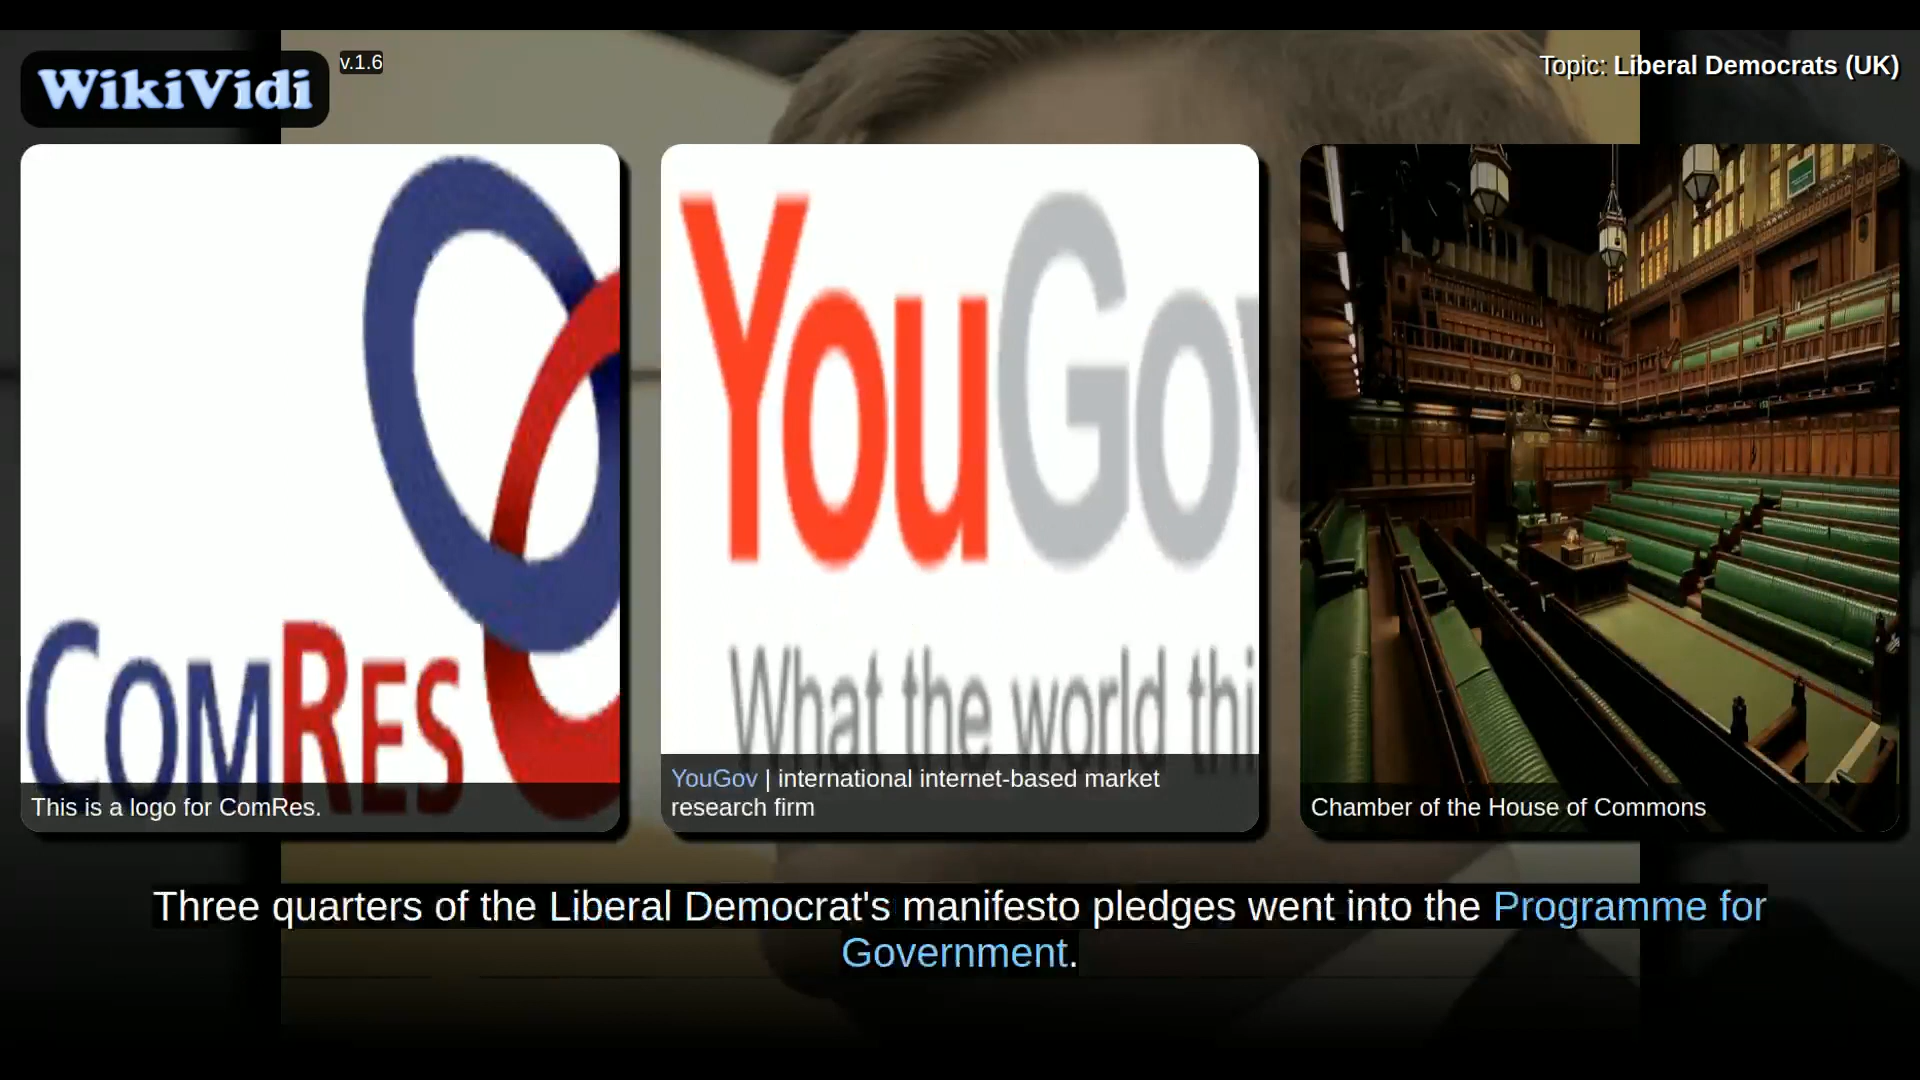 WikiVidi
v.1.6
Topic: Liberal Democrats (UK)
COMRES
This is a logo for ComRes.
YouGov
What the world thi
YouGov | international internet-based market
research firm
Chamber of the House of Commons
Three quarters of the Liberal Democrat's manifesto pledges went into the Programme for
Government.